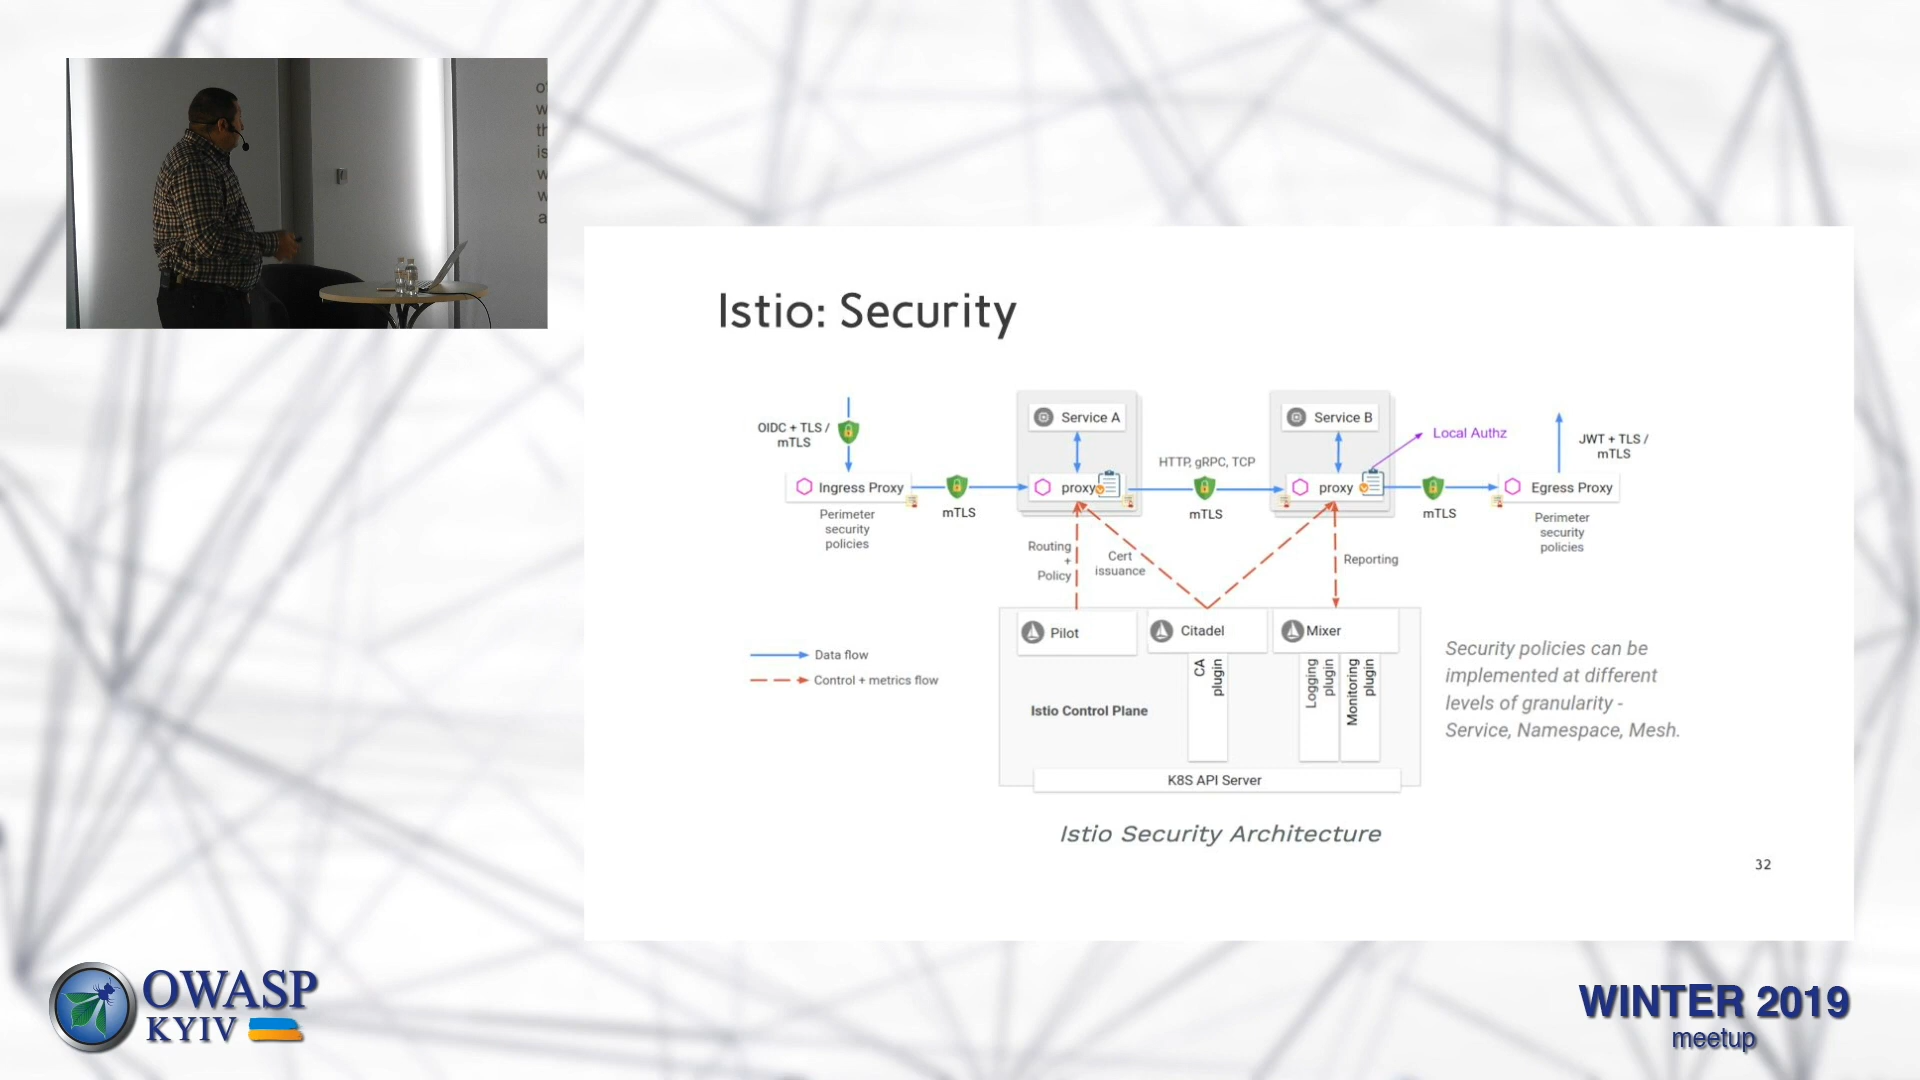 Istio: Security
OIDC + TLS /
mTLS
Service A
Service B
Local Authz
JWT + TLS /
mTLS
HTTP, gRPC, TCP
Ingress Proxy
proxy
proxy
Egress Proxy
mTLS
mTLS
mTLS
Perimeter
security
policies
Perimeter
security
policies
Routing
+
Policy
Cert
issuance
Reporting
Pilot
Citadel
Mixer
Data flow
Control + metrics flow
CA
plugin
Logging
plugin
Monitoring
plugin
Istio Control Plane
K8S API Server
Security policies can be
implemented at different
levels of granularity -
Service, Namespace, Mesh.
Istio Security Architecture
32
OWASP
KYIV
WINTER 2019
meetup